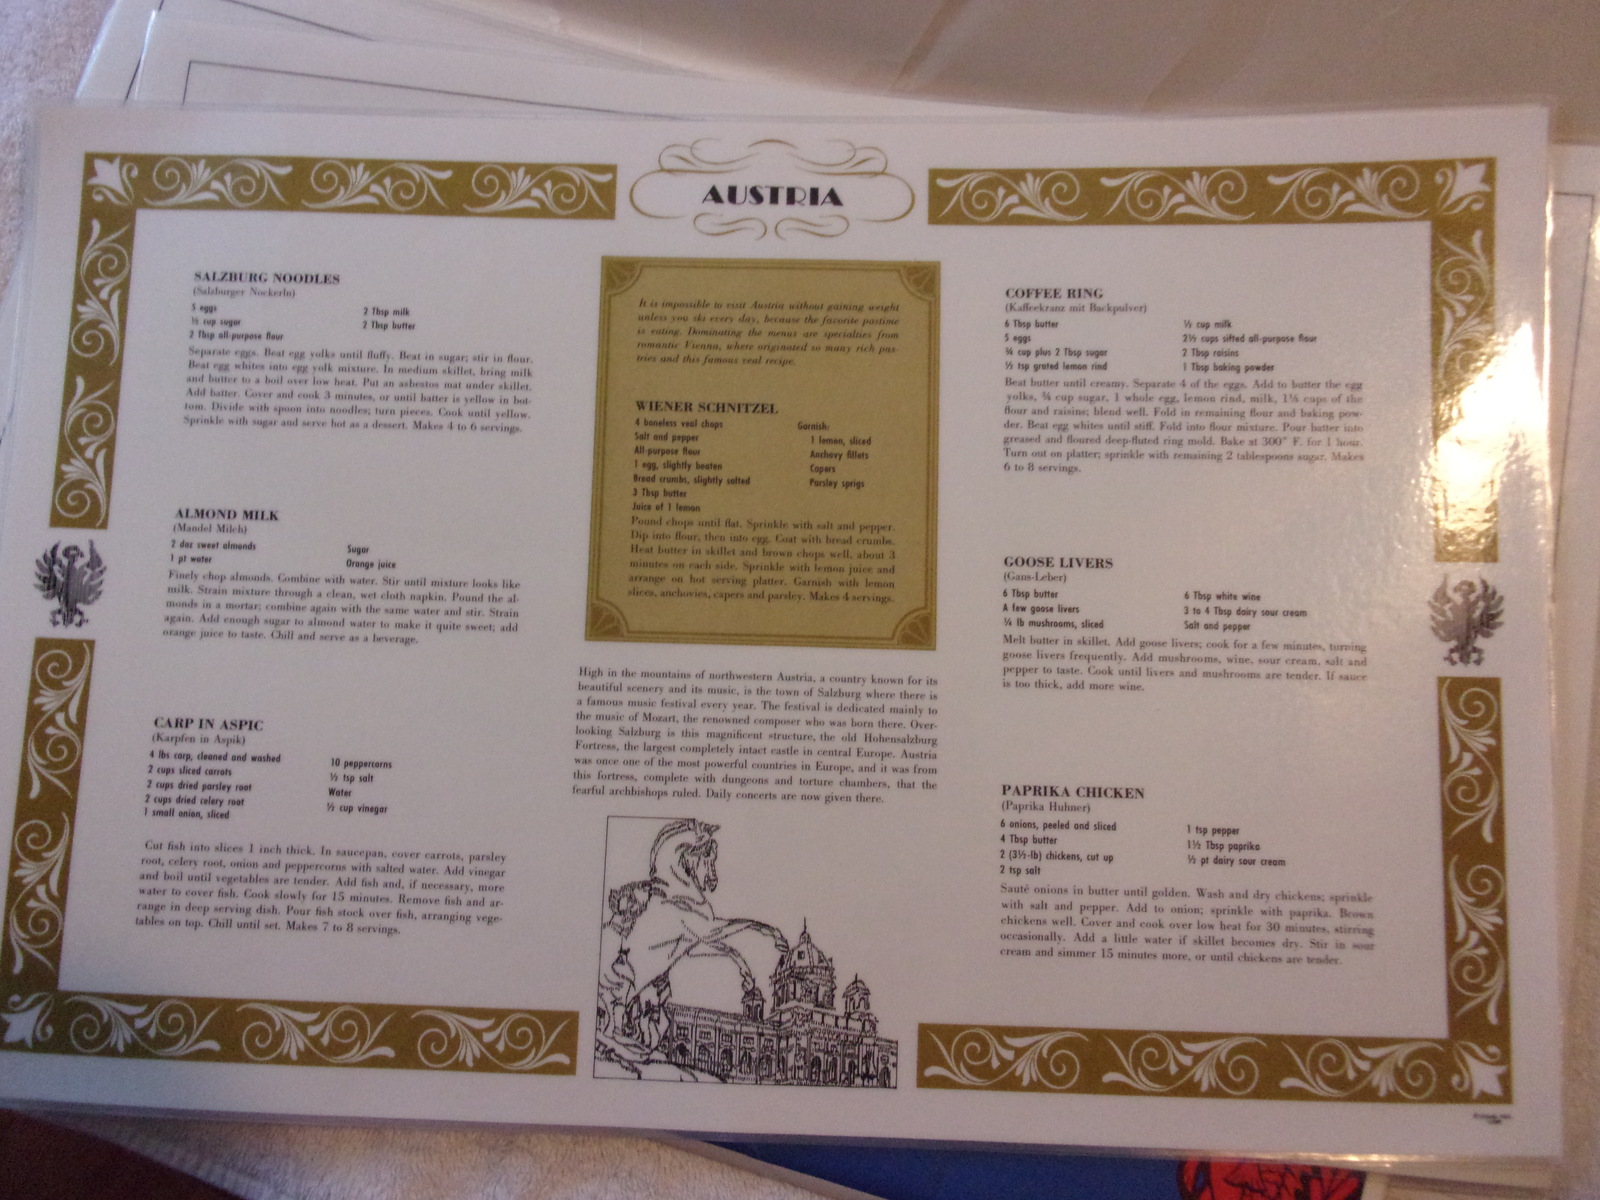 AUSTRIA
SALZBURG NOODLES
(Salzburger Nockerln)
5 eggs
½ cup sugar
2 Tbsp all-purpose flour
2 Tbsp milk
2 Tbsp butter
Separate eggs. Beat egg yolks until fluffy. Beat in sugar; stir in flour.
Beat egg whites into egg yolk mixture. In medium skillet, bring milk
and butter to a boil over low heat. Put an asbestos mat under skillet.
Add batter. Cover and cook 3 minutes, or until batter is yellow in bot-
tom. Divide with spoon into noodles; turn pieces. Cook until yellow.
Sprinkle with sugar and serve hot as a dessert. Makes 4 to 6 servings.
ALMOND MILK
(Mandel Milch)
2 doz sweet almonds
1 pt water
Sugar
Orange juice
Finely chop almonds. Combine with water. Stir until mixture looks like
milk. Strain mixture through a clean, wet cloth napkin. Pound the al-
monds in a mortar; combine again with the same water and stir. Strain
again. Add enough sugar to almond water to make it quite sweet; add
orange juice to taste. Chill and serve as a beverage.
CARP IN ASPIC
(Karpfen in Aspik)
4 lbs carp, cleaned and washed
2 cups sliced carrots
2 cups dried parsley root
2 cups dried celery root
1 small onion, sliced
10 peppercorns
½ tsp salt
Water
½ cup vinegar
Cut fish into slices 1 inch thick. In saucepan, cover carrots, parsley
root, celery root, onion and peppercorns with salted water. Add vinegar
and boil until vegetables are tender. Add fish and, if necessary, more
water to cover fish. Cook slowly for 15 minutes. Remove fish and ar-
range in deep serving dish. Pour fish stock over fish, arranging vege-
tables on top. Chill until set. Makes 7 to 8 servings.
It is impossible to visit Austria without gaining weight
unless you ski every day, because the favorite pastime
is eating. Dominating the menus are specialties from
romantic Vienna, where originated so many rich pas-
tries and this famous veal recipe.
WIENER SCHNITZEL
4 boneless veal chops
Salt and pepper
All-purpose flour
1 egg, slightly beaten
Bread crumbs, slightly salted
3 Tbsp butter
Juice of 1 lemon
Garnish:
1 lemon, sliced
Anchovy fillets
Capers
Parsley sprigs
Pound chops until flat. Sprinkle with salt and pepper.
Dip into flour, then into egg. Coat with bread crumbs.
Heat butter in skillet and brown chops well, about 3
minutes on each side. Sprinkle with lemon juice and
arrange on hot serving platter. Garnish with lemon
slices, anchovies, capers and parsley. Makes 4 servings.
High in the mountains of northwestern Austria, a country known for its
beautiful scenery and its music, is the town of Salzburg where there is
a famous music festival every year. The festival is dedicated mainly to
the music of Mozart, the renowned composer who was born there. Over-
looking Salzburg is this magnificent structure, the old Hohensalzburg
Fortress, the largest completely intact castle in central Europe. Austria
was once one of the most powerful countries in Europe, and it was from
this fortress, complete with dungeons and torture chambers, that the
fearful archbishops ruled. Daily concerts are now given there.
COFFEE RING
(Kaffeekranz mit Backpulver)
6 Tbsp butter
5 eggs
¾ cup plus 2 Tbsp sugar
½ tsp grated lemon rind
½ cup milk
2½ cups sifted all-purpose flour
2 Tbsp raisins
1 Tbsp baking powder
Beat butter until creamy. Separate 4 of the eggs. Add to butter the egg
yolks, ¾ cup sugar, 1 whole egg, lemon rind, milk, cups of the
flour and raisins; blend well. Fold in remaining flour and baking pow-
der. Beat egg whites until stiff. Fold into flour mixture. Pour batter into
greased and floured deep-fluted ring mold. Bake at 300° F. for 1 hour.
Turn out on platter; sprinkle with remaining 2 tablespoons sugar. Makes
6 to 8 servings.
GOOSE LIVERS
(Gans-Leber)
6 Tbsp butter
A few goose livers
¼ lb mushrooms, sliced
6 Tbsp white wine
3 to 4 Tbsp dairy sour cream
Salt and pepper
Melt butter in skillet. Add goose livers; cook for a few minutes, turning
goose livers frequently. Add mushrooms, wine, sour cream, salt and
pepper to taste. Cook until livers and mushrooms are tender. If sauce
is too thick, add more wine.
PAPRIKA CHICKEN
(Paprika Huhner)
6 onions, peeled and sliced
4 Tbsp butter
2 (3½-lb) chickens, cut up
2 tsp salt
1 tsp pepper
1½ Tbsp paprika
½ pt dairy sour cream
Sauté onions in butter until golden. Wash and dry chickens; sprinkle
with salt and pepper. Add to onion; sprinkle with paprika. Brown
chickens well. Cover and cook over low heat for 30 minutes, stirring
occasionally. Add a little water if skillet becomes dry. Stir in sour
cream and simmer 15 minutes more, or until chickens are tender.